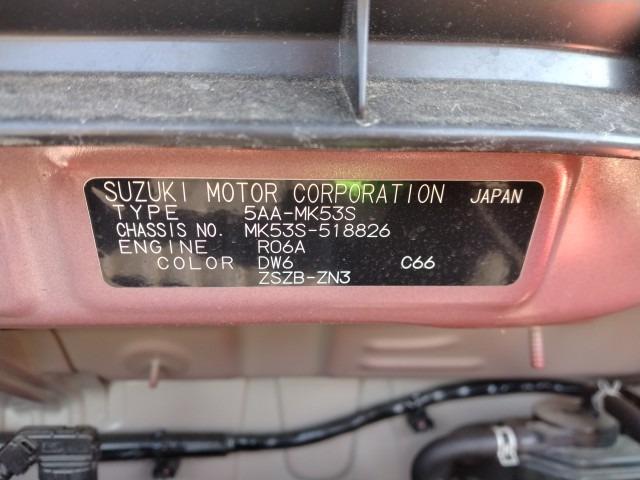 SUZUKI MOTOR CORPORATION JAPAN
TYPE 5AA-MK53S
CHASSIS NO. MK53S-518826
ENGINE R06A
COLOR DW6 C66
ZSZB-ZN3